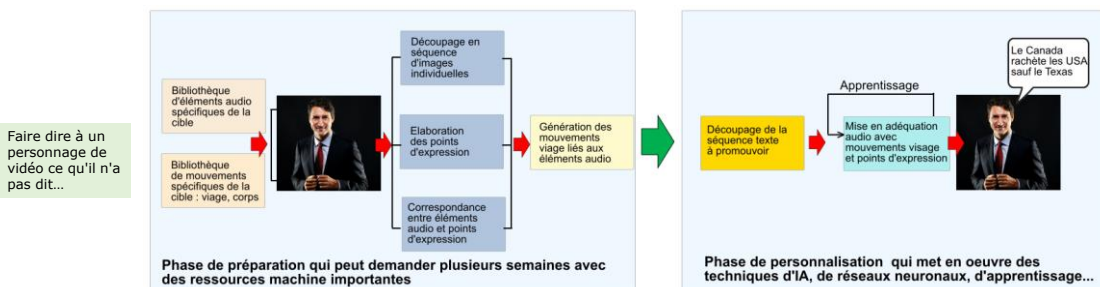 Faire dire à un
personnage de
vidéo ce qu'il n'a
pas dit...
Bibliothèque
d'éléments audio
spécifiques de la
cible
Bibliothèque
de mouvements
spécifiques de la
cible : viage, corps
Découpage en
séquence
d'images
individuelles
Elaboration
des points
d'expression
Correspondance
entre éléments
audio et points
d'expression
Génération des
mouvements
viage liés aux
éléments audio
Phase de préparation qui peut demander plusieurs semaines avec
des ressources machine importantes
Découpage de la
séquence texte
à promouvoir
Apprentissage
Mise en adéquation
audio avec
mouvements visage
et points d'expression
Le Canada
rachète les USA
sauf le Texas
Phase de personnalisation qui met en oeuvre des
techniques d'IA, de réseaux neuronaux, d'apprentissage...